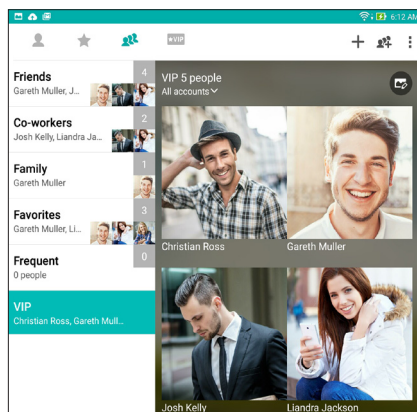 6:12 AM
VIP
Friends
4
Gareth Muller, J...
Co-workers
2
Josh Kelly, Liandra Ja...
Family
1
Gareth Muller
Favorites
3
Gareth Muller, Li...
Frequent
0
0 people
VIP
Christian Ross, Gareth Mull...
VIP 5 people
All accounts
Christian Ross
Gareth Muller
Josh Kelly
Liandra Jackson